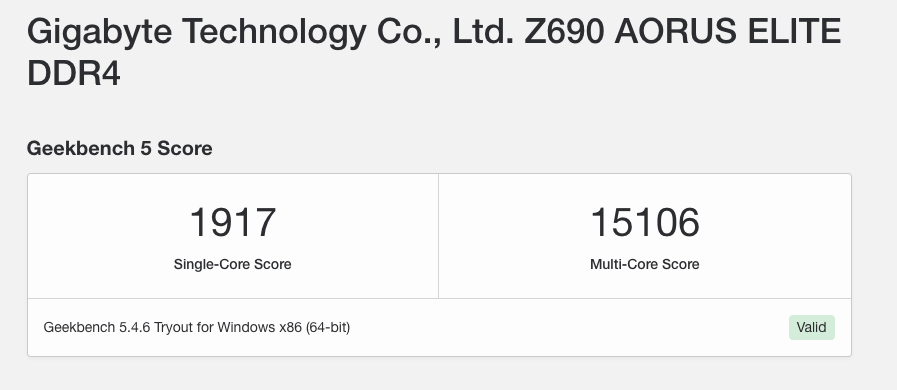 Gigabyte Technology Co., Ltd. Z690 AORUS ELITE
DDR4
Geekbench 5 Score
1917 15106
Single-Core Score Multi-Core Score
Geekbench 5.4.6 Tryout for Windows x86 (64-bit) Valid